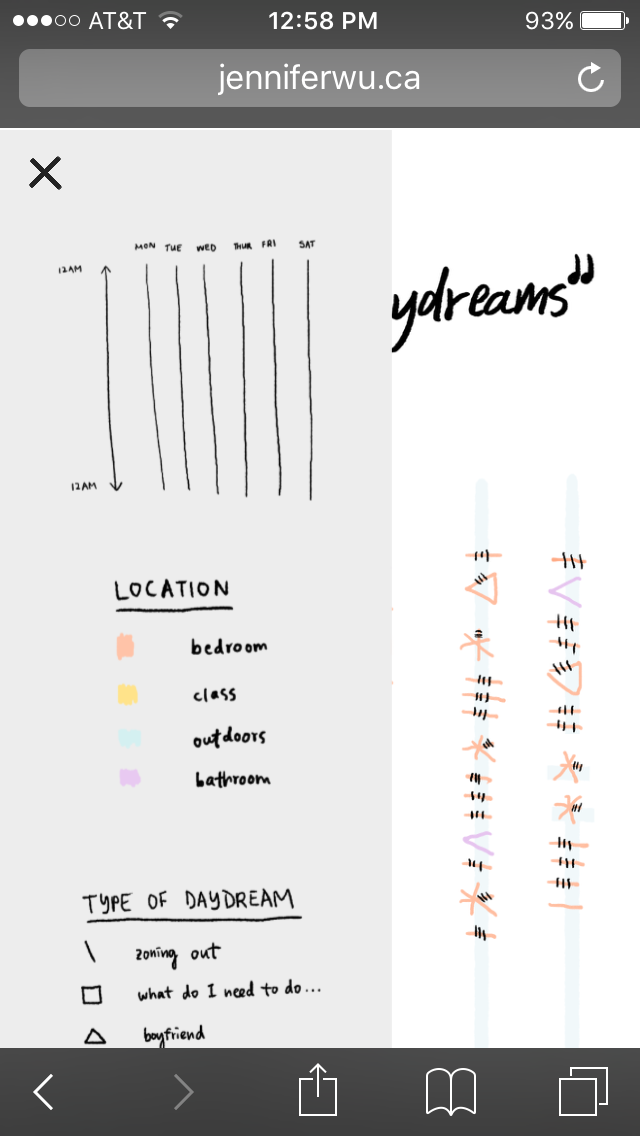 AT&T 12:58 PM 93%
jenniferwu.ca
MON TUE WED THUR FRI SAT
12AM
12AM
ydreams"
LOCATION
bedroom
class
outdoors
bathroom
TYPE OF DAYDREAM
zoning out
what do I need to do...
boyfriend